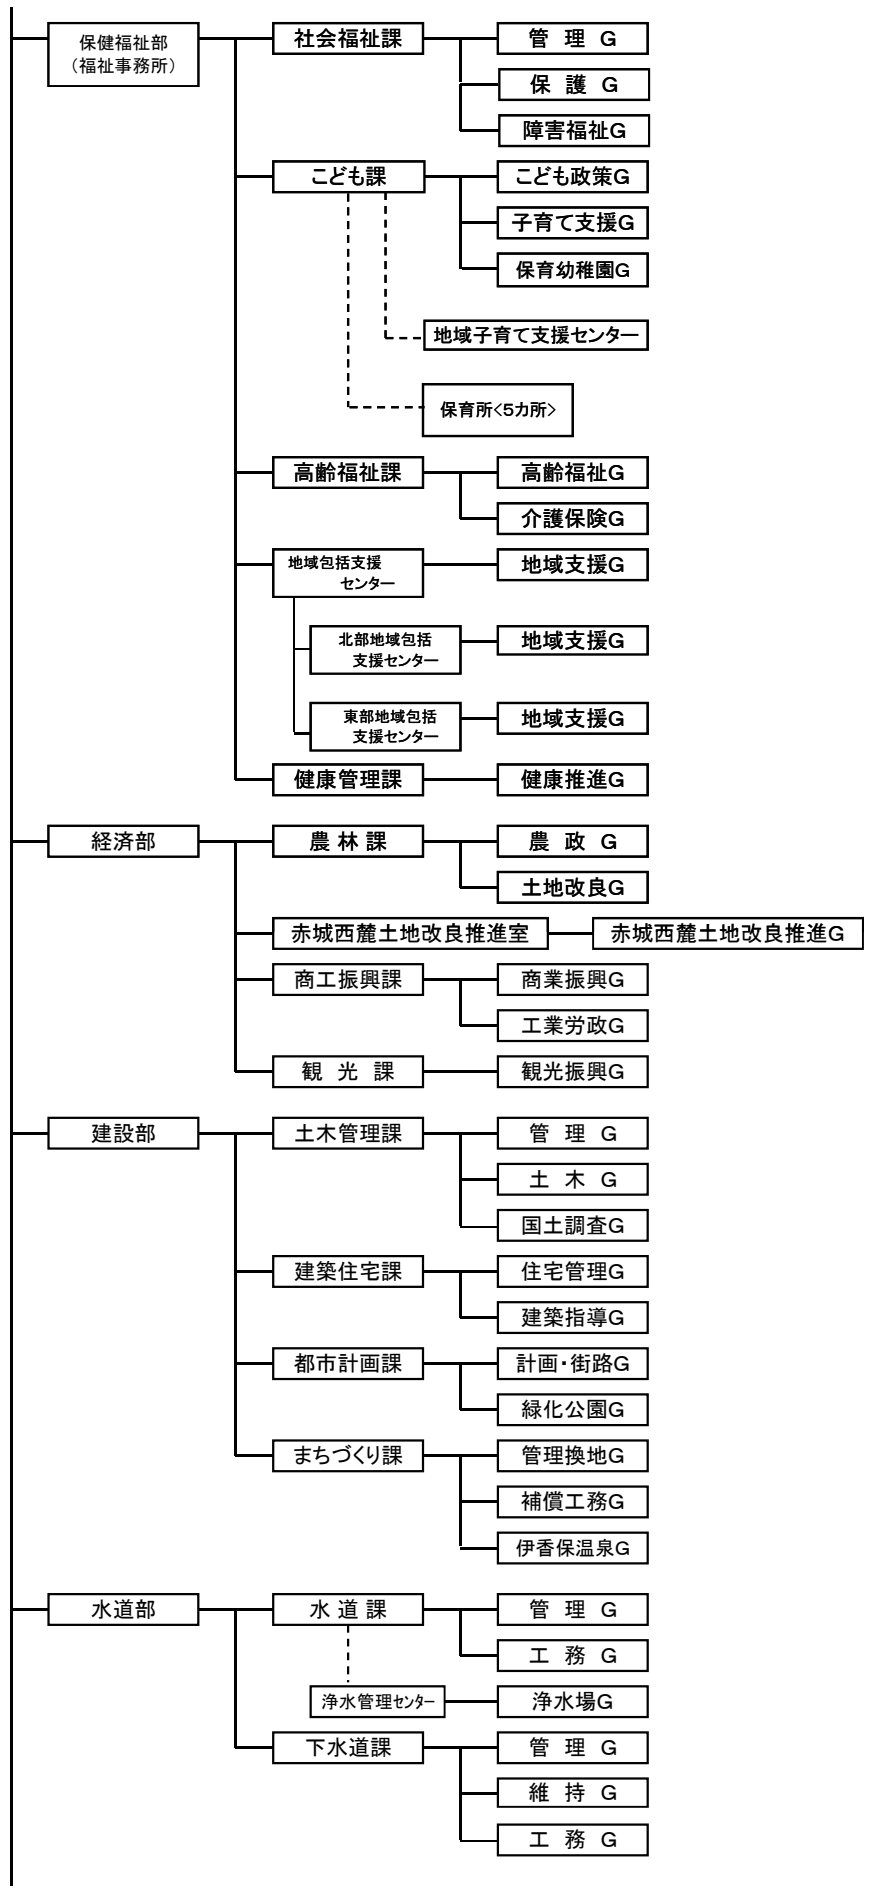 保健福祉部
（福祉事務所）
社会福祉課
管 理 G
保 護 G
障害福祉G
こども課
こども政策G
子育て支援G
保育幼稚園G
地域子育て支援センター
保育所<5カ所>
高齢福祉課
高齢福祉G
介護保険G
地域包括支援
センター
地域支援G
北部地域包括
支援センター
地域支援G
東部地域包括
支援センター
地域支援G
健康管理課
健康推進G
経済部
農 林 課
農 政 G
土地改良G
赤城西麓土地改良推進室
赤城西麓土地改良推進G
商工振興課
商業振興G
工業労政G
観 光 課
観光振興G
建設部
土木管理課
管 理 G
土 木 G
国土調査G
建築住宅課
住宅管理G
建築指導G
都市計画課
計画・街路G
緑化公園G
まちづくり課
管理換地G
補償工務G
伊香保温泉G
水道部
水 道 課
管 理 G
工 務 G
浄水管理センター
浄水場G
下水道課
管 理 G
維 持 G
工 務 G